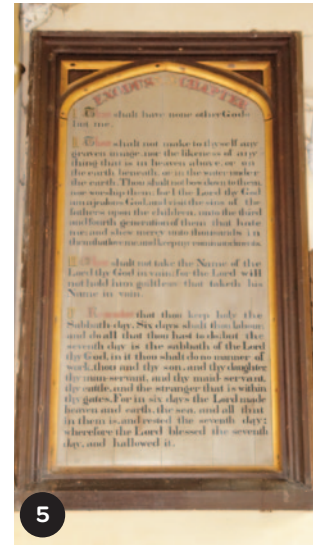 EXODUS CHAPTER
I. Thou shalt have none other Gods
but me.
II. Thou shalt not make to thyself any
graven image, nor the likeness of any
thing that is in heaven above, or in
the earth beneath, or in the water under
the earth. Thou shalt not bow down to them,
nor worship them: for I the Lord thy God
am a jealous God, and visit the sins of the
fathers upon the children, unto the third
and fourth generation of them that hate
me: and shew mercy unto thousands in
them that love me and keep my commandments.
III. Thou shalt not take the Name of the
Lord thy God in vain: for the Lord will
not hold him guiltless that taketh his
Name in vain.
Remember that thou keep holy the
Sabbath day. Six days shalt thou labour,
and do all that thou hast to do; but the
seventh day is the sabbath of the Lord
thy God, in it thou shalt do no manner of
work, thou and thy son, and thy daughter,
thy man-servant, and thy maid-servant,
thy cattle, and the stranger that is within
thy gates. For in six days the Lord made
heaven and earth, the sea, and all that
in them is, and rested the seventh day;
wherefore the Lord blessed the seventh
day, and hallowed it.
5